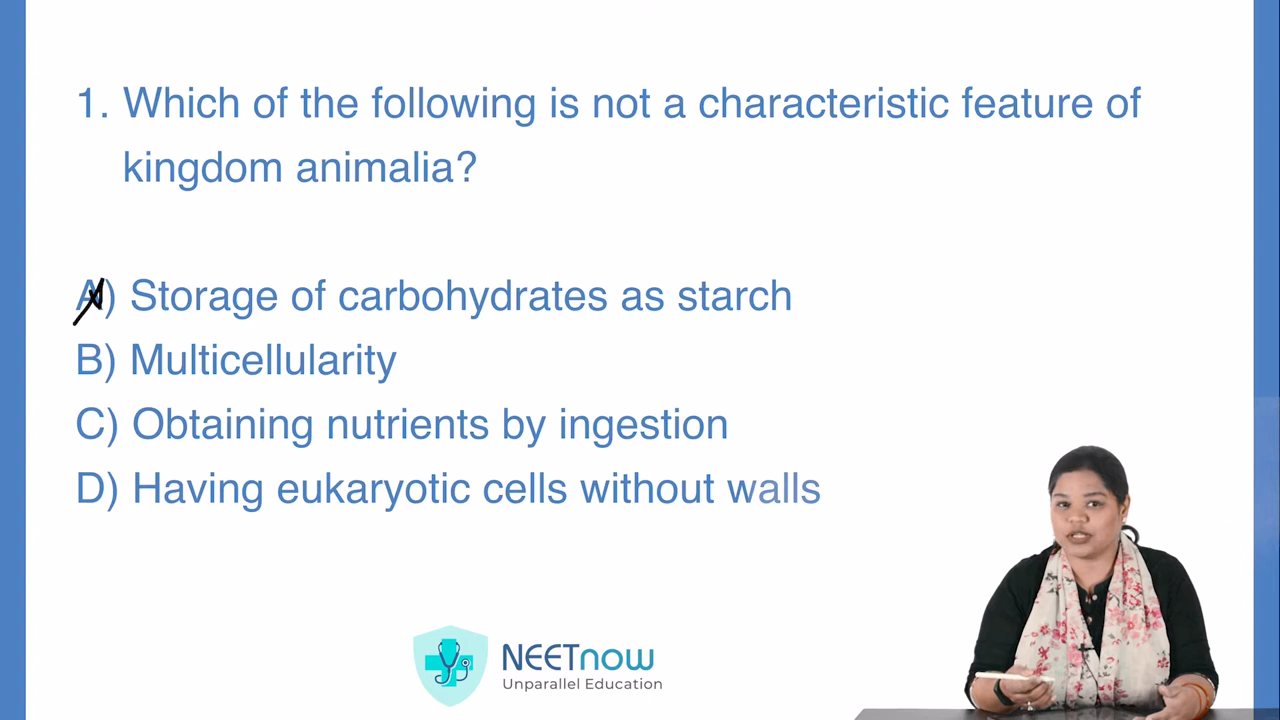 1. Which of the following is not a characteristic feature of
kingdom animalia?
A) Storage of carbohydrates as starch
B) Multicellularity
C) Obtaining nutrients by ingestion
D) Having eukaryotic cells without walls
NEETnow
Unparallel Education